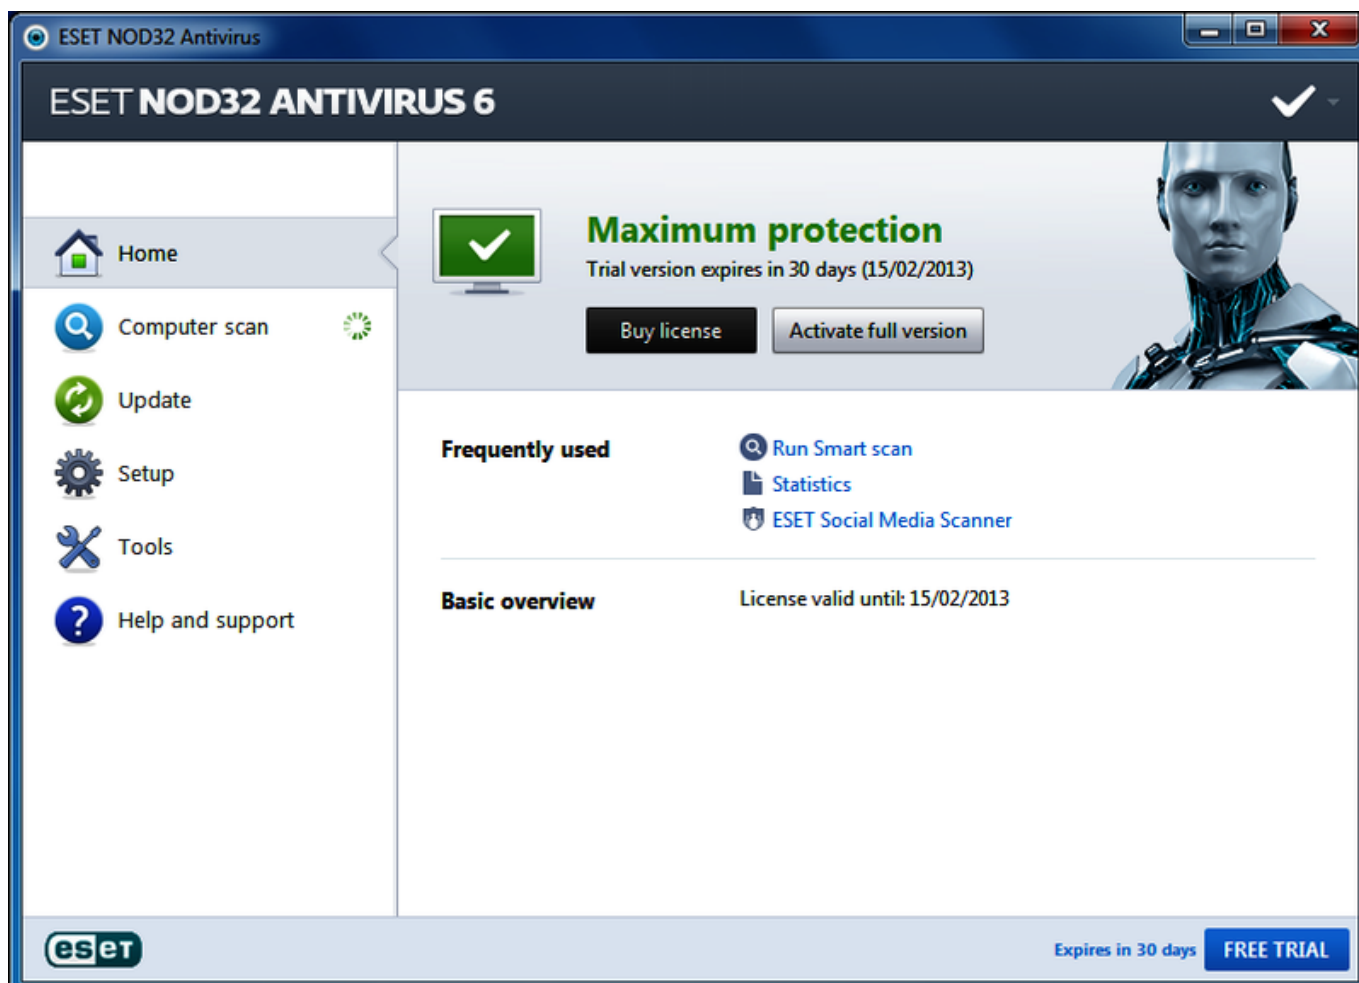 ESET NOD32 Antivirus
ESET NOD32 ANTIVIRUS 6
Home
Computer scan
Update
Setup
Tools
Help and support
Maximum protection
Trial version expires in 30 days (15/02/2013)
Buy license
Activate full version
Frequently used
Run Smart scan
Statistics
ESET Social Media Scanner
Basic overview
License valid until: 15/02/2013
eseT
Expires in 30 days
FREE TRIAL